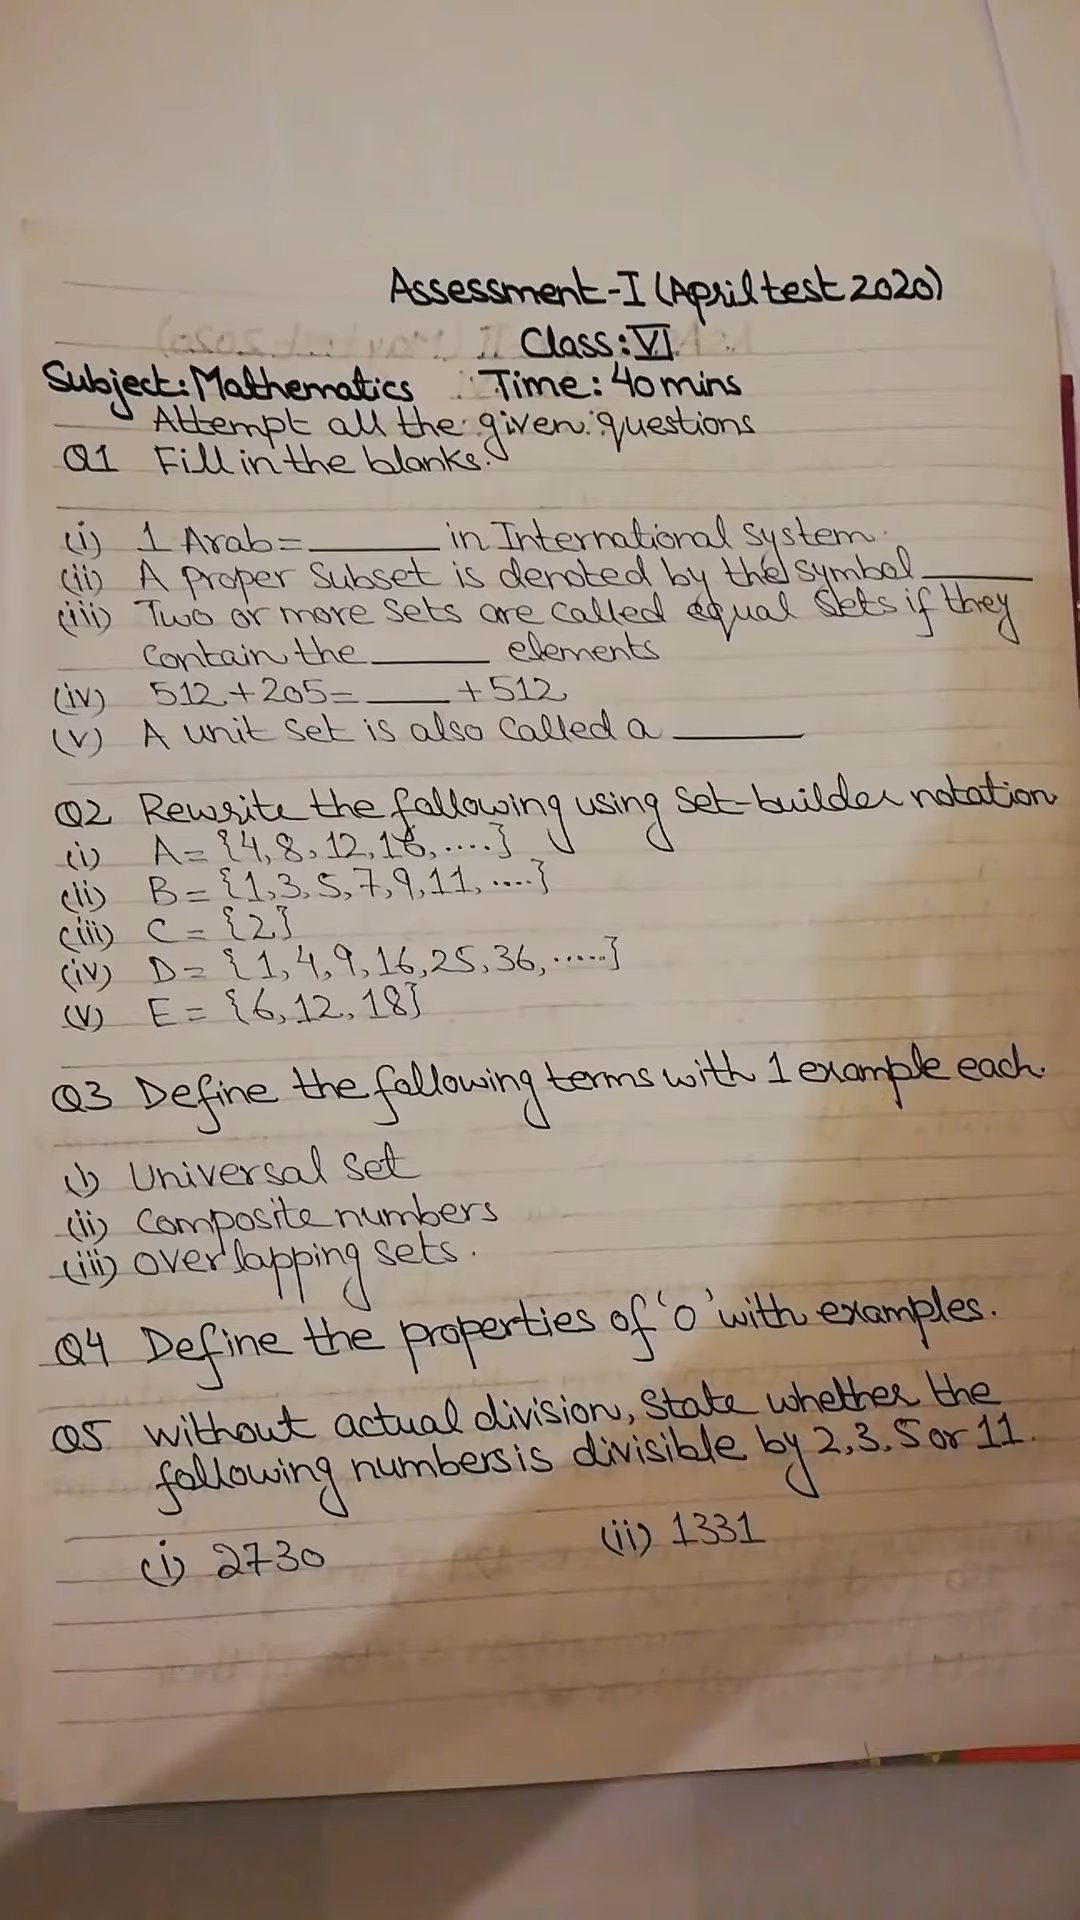 Assessment-I (April test 2020)
Class: VI
Subject: Mathematics Time: 40 mins
Attempt all the given questions
Q1 Fill in the blanks.
(i) 1 Arab = ______ in International System.
(ii) A proper Subset is denoted by the symbol ______
(iii) Two or more sets are called equal Sets if they
contain the ______ elements
(iv) 512 + 205 = ____ + 512
(v) A unit set is also called a ______
Q2 Rewrite the following using set-builder notation
(i) A = {4, 8, 12, 16, ....}
(ii) B = {1, 3, 5, 7, 9, 11, ....}
(iii) C = {2}
(iv) D = {1, 4, 9, 16, 25, 36, .....}
(v) E = {6, 12, 18}
Q3 Define the following terms with 1 example each.
(i) Universal set
(ii) Composite numbers
(iii) overlapping sets.
Q4 Define the properties of '0' with examples.
Q5 without actual division, state whether the
following numbers is divisible by 2, 3, 5 or 11.
(i) 2730 (ii) 1331